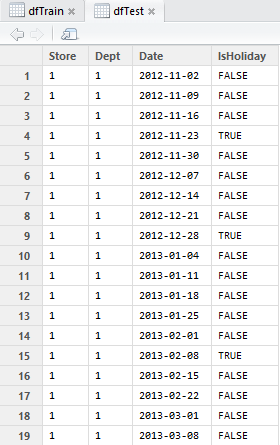 dfTrain × dfTest ×
Store Dept Date IsHoliday
1 1 1 2012-11-02 FALSE
2 1 1 2012-11-09 FALSE
3 1 1 2012-11-16 FALSE
4 1 1 2012-11-23 TRUE
5 1 1 2012-11-30 FALSE
6 1 1 2012-12-07 FALSE
7 1 1 2012-12-14 FALSE
8 1 1 2012-12-21 FALSE
9 1 1 2012-12-28 TRUE
10 1 1 2013-01-04 FALSE
11 1 1 2013-01-11 FALSE
12 1 1 2013-01-18 FALSE
13 1 1 2013-01-25 FALSE
14 1 1 2013-02-01 FALSE
15 1 1 2013-02-08 TRUE
16 1 1 2013-02-15 FALSE
17 1 1 2013-02-22 FALSE
18 1 1 2013-03-01 FALSE
19 1 1 2013-03-08 FALSE